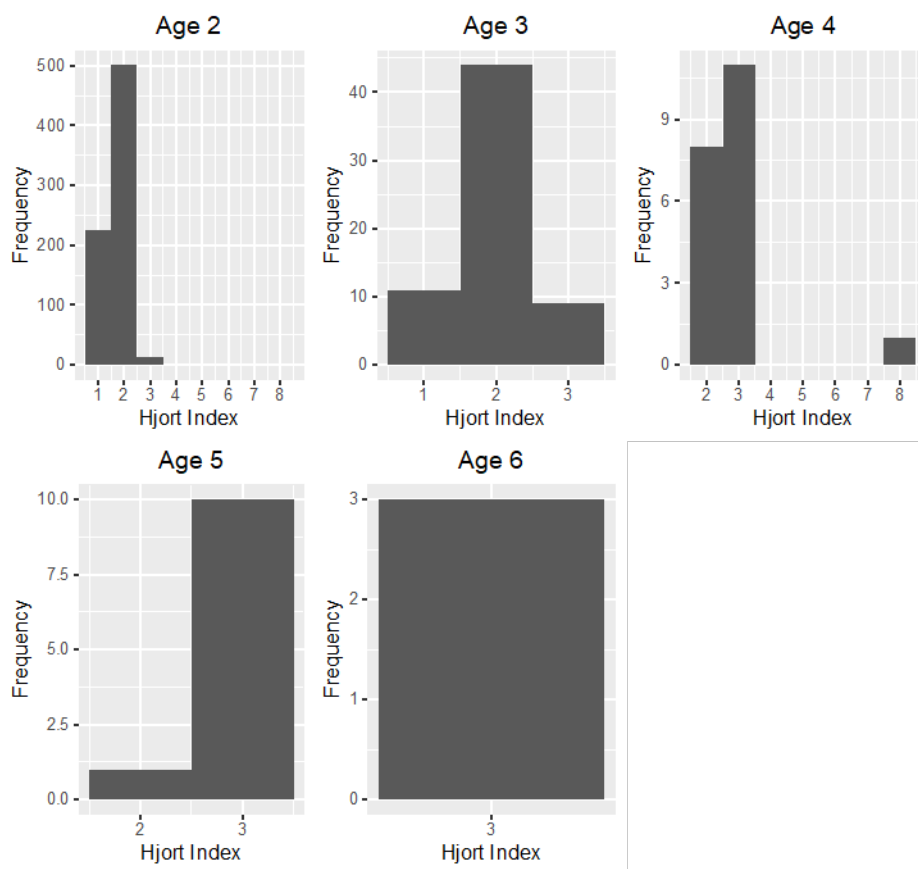 Age 2
Age 3
Age 4
Frequency
500
400
300
200
100
0
1 2 3 4 5 6 7 8
Hjort Index
Frequency
40
30
20
10
0
1 2 3
Hjort Index
Frequency
9
6
3
0
2 3 4 5 6 7 8
Hjort Index
Age 5
Age 6
Frequency
10.0
7.5
5.0
2.5
0.0
2 3
Hjort Index
Frequency
3
2
1
0
3
Hjort Index